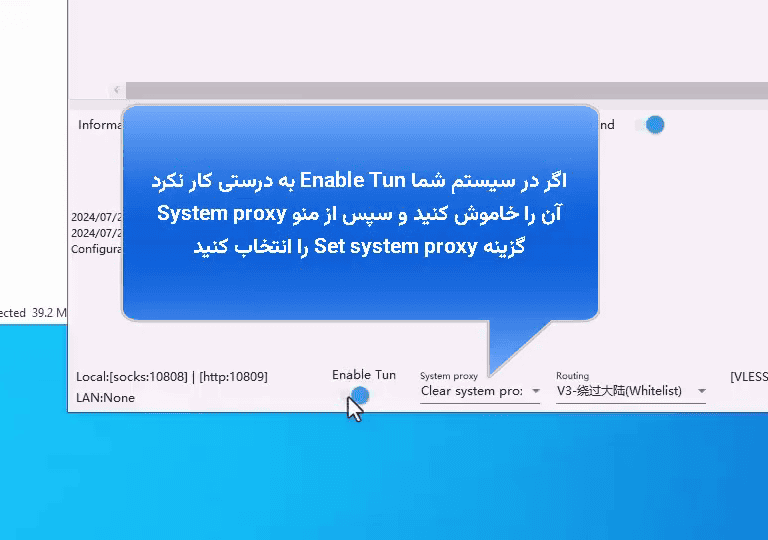 Informa
nd
اگر در سیستم شما Enable Tun به درستی کار نکرد
آن را خاموش کنید و سپس از منو System proxy
گزینه Set system proxy را انتخاب کنید
2024/07/2
2024/07/2
Configura
ected 39.2 M
Local:[socks:10808] | [http:10809]
LAN:None
Enable Tun
System proxy
Clear system pro:
Routing
V3-绕过大陆(Whitelist)
[VLESS